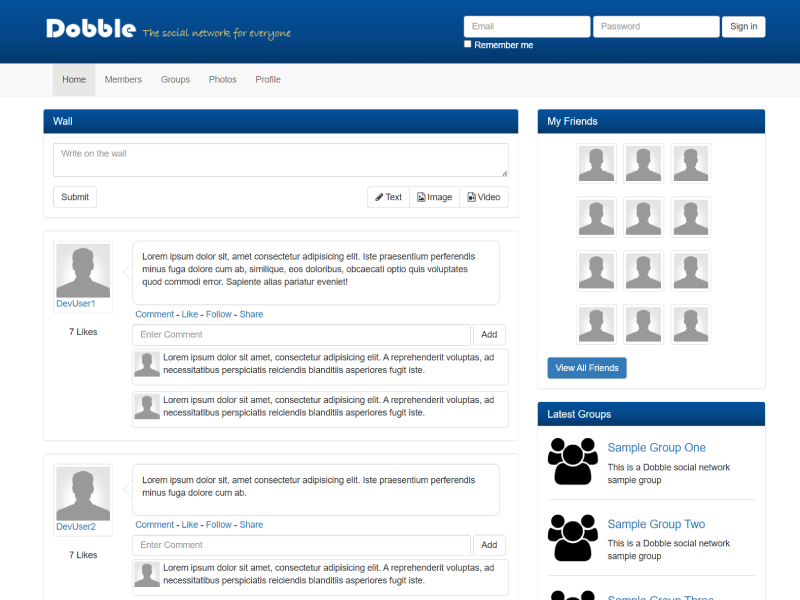 Dobble The social network for everyone
Email Password Sign in
Remember me
Home Members Groups Photos Profile
Wall
Write on the wall
Submit Text Image Video
Lorem ipsum dolor sit, amet consectetur adipisicing elit. Iste praesentium perferendis
minus fuga dolore cum ab, similique, eos doloribus, obcaecati optio quis voluptates
quod commodi error. Sapiente alias pariatur eveniet!
DevUser1
7 Likes
Comment - Like - Follow - Share
Enter Comment Add
Lorem ipsum dolor sit amet, consectetur adipisicing elit. A reprehenderit voluptas, ad
necessitatibus perspiciatis reiciendis blanditiis asperiores fugit iste.
Lorem ipsum dolor sit amet, consectetur adipisicing elit. A reprehenderit voluptas, ad
necessitatibus perspiciatis reiciendis blanditiis asperiores fugit iste.
Lorem ipsum dolor sit amet, consectetur adipisicing elit. Iste praesentium perferendis
minus fuga dolore cum ab.
DevUser2
7 Likes
Comment - Like - Follow - Share
Enter Comment Add
Lorem ipsum dolor sit amet, consectetur adipisicing elit. A reprehenderit voluptas, ad
necessitatibus perspiciatis reiciendis blanditiis asperiores fugit iste.
My Friends
View All Friends
Latest Groups
Sample Group One
This is a Dobble social network
sample group
Sample Group Two
This is a Dobble social network
sample group
Sample Group Three